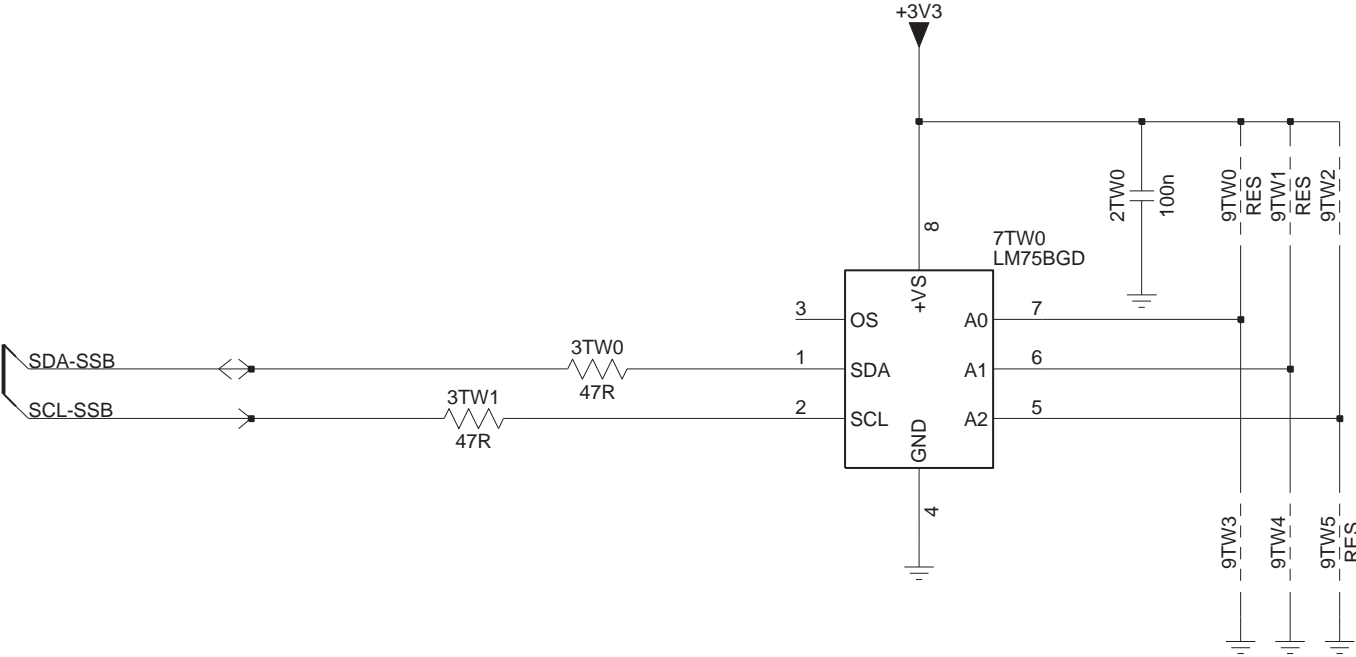 +3V3
2TW0
100n
9TW0
RES
9TW1
RES
9TW2
8
7TW0
LM75BGD
+VS
3
OS
A0
7
SDA-SSB
3TW0
47R
1
SDA
A1
6
SCL-SSB
3TW1
47R
2
SCL
A2
5
GND
4
9TW3
9TW4
9TW5
RES